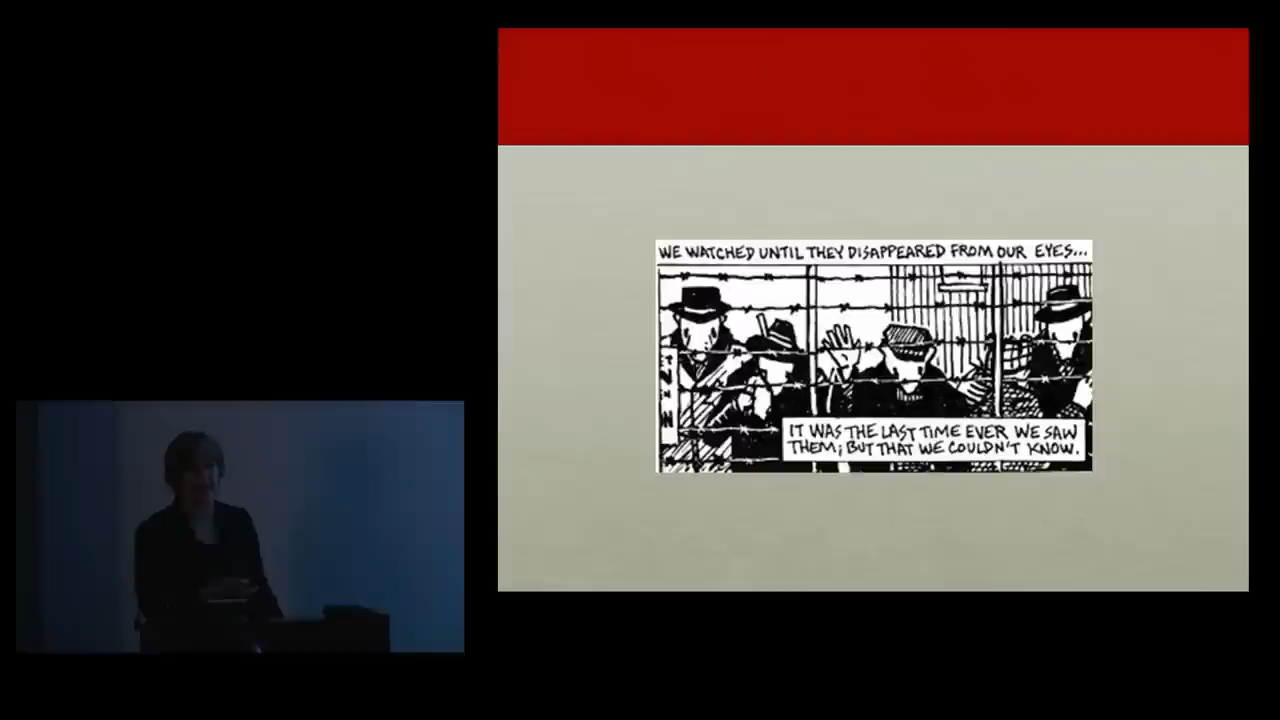 WE WATCHED UNTIL THEY DISAPPEARED FROM OUR EYES...
IT WAS THE LAST TIME EVER WE SAW
THEM; BUT THAT WE COULDN'T KNOW.